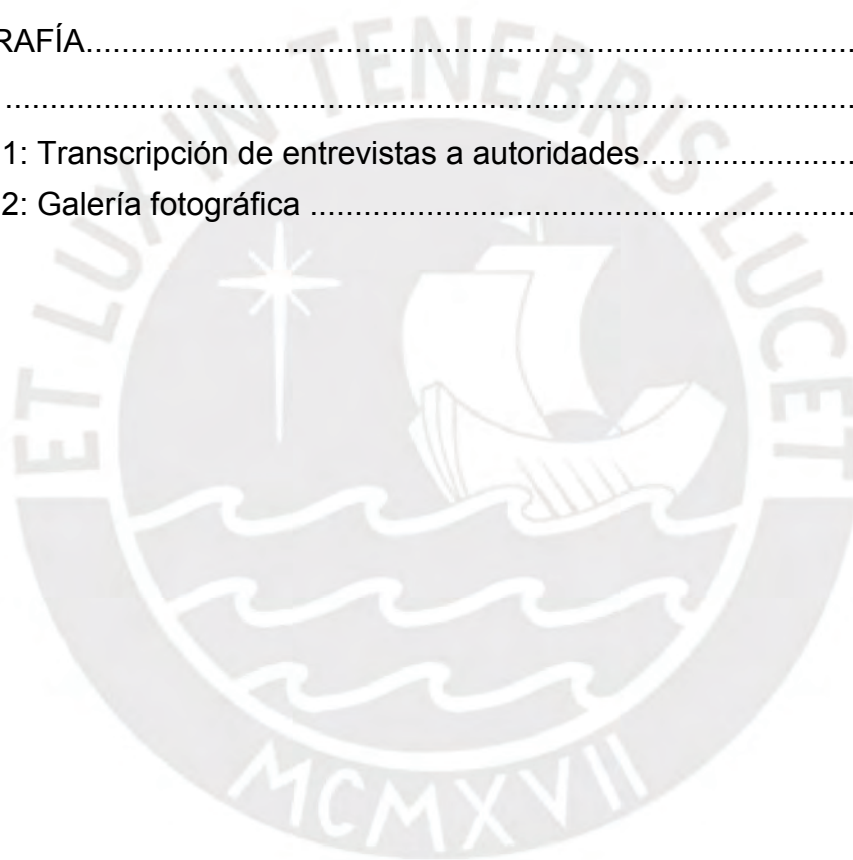 RAFÍA..........................................................................................
...................................................................................................
1: Transcripción de entrevistas a autoridades........................
2: Galería fotográfica ..............................................................
ET LUX IN TENEBRIS LUCET
MCMXVII